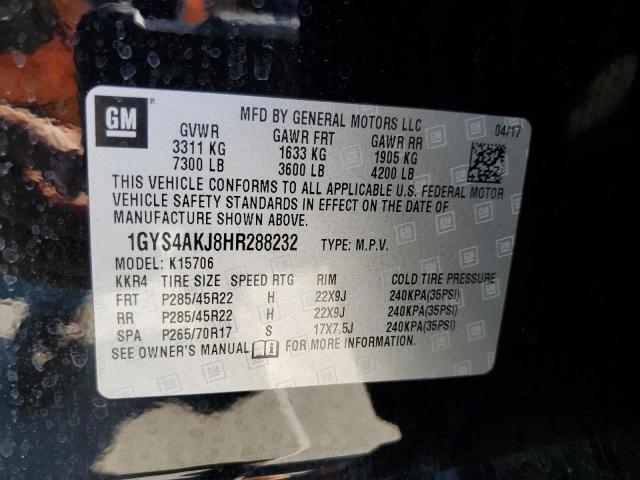 GM
MFD BY GENERAL MOTORS LLC 04/17
GVWR GAWR FRT GAWR RR
3311 KG 1633 KG 1905 KG
7300 LB 3600 LB 4200 LB
THIS VEHICLE CONFORMS TO ALL APPLICABLE U.S. FEDERAL MOTOR
VEHICLE SAFETY STANDARDS IN EFFECT ON THE DATE OF
MANUFACTURE SHOWN ABOVE.
1GYS4AKJ8HR288232 TYPE: M.P.V.
MODEL: K15706
KKR4 TIRE SIZE SPEED RTG RIM COLD TIRE PRESSURE
FRT P285/45R22 H 22X9J 240KPA(35PSI)
RR P285/45R22 H 22X9J 240KPA(35PSI)
SPA P265/70R17 S 17X7.5J 240KPA(35PSI)
SEE OWNER'S MANUAL FOR MORE INFORMATION.